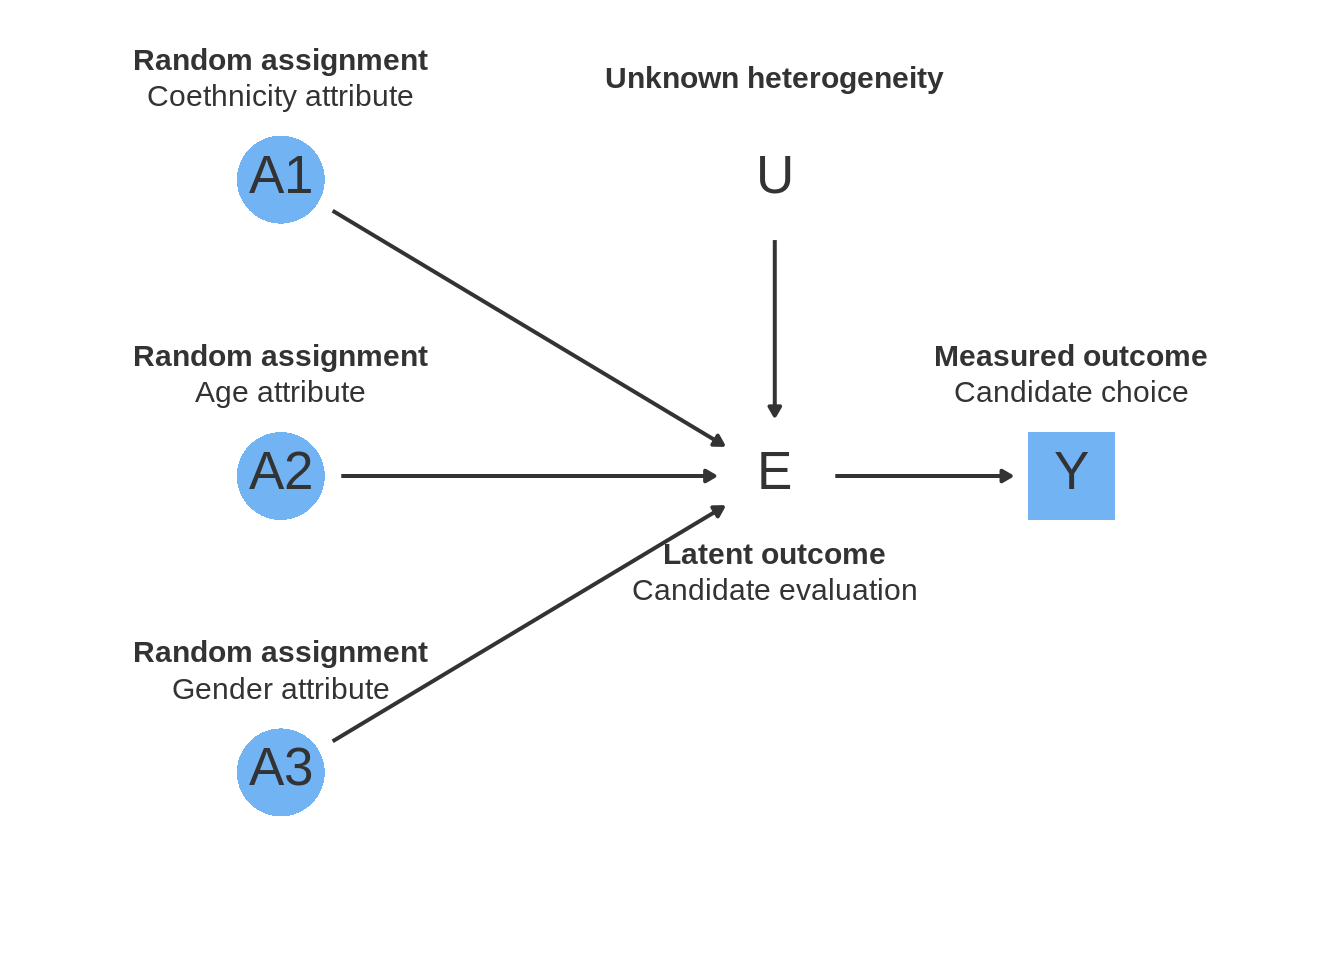 Random assignment
Coethnicity attribute
A1
Unknown heterogeneity
U
Random assignment
Age attribute
A2
E
Latent outcome
Candidate evaluation
Measured outcome
Candidate choice
Y
Random assignment
Gender attribute
A3